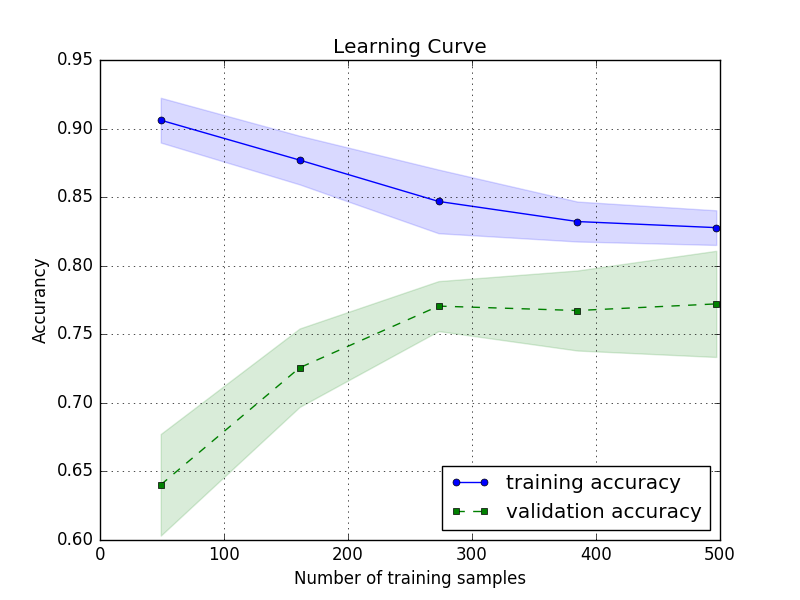 Learning Curve
0.95
0.90
0.85
0.80
0.75
0.70
0.65
0.60
Accurancy
0 100 200 300 400 500
Number of training samples
training accuracy
validation accuracy